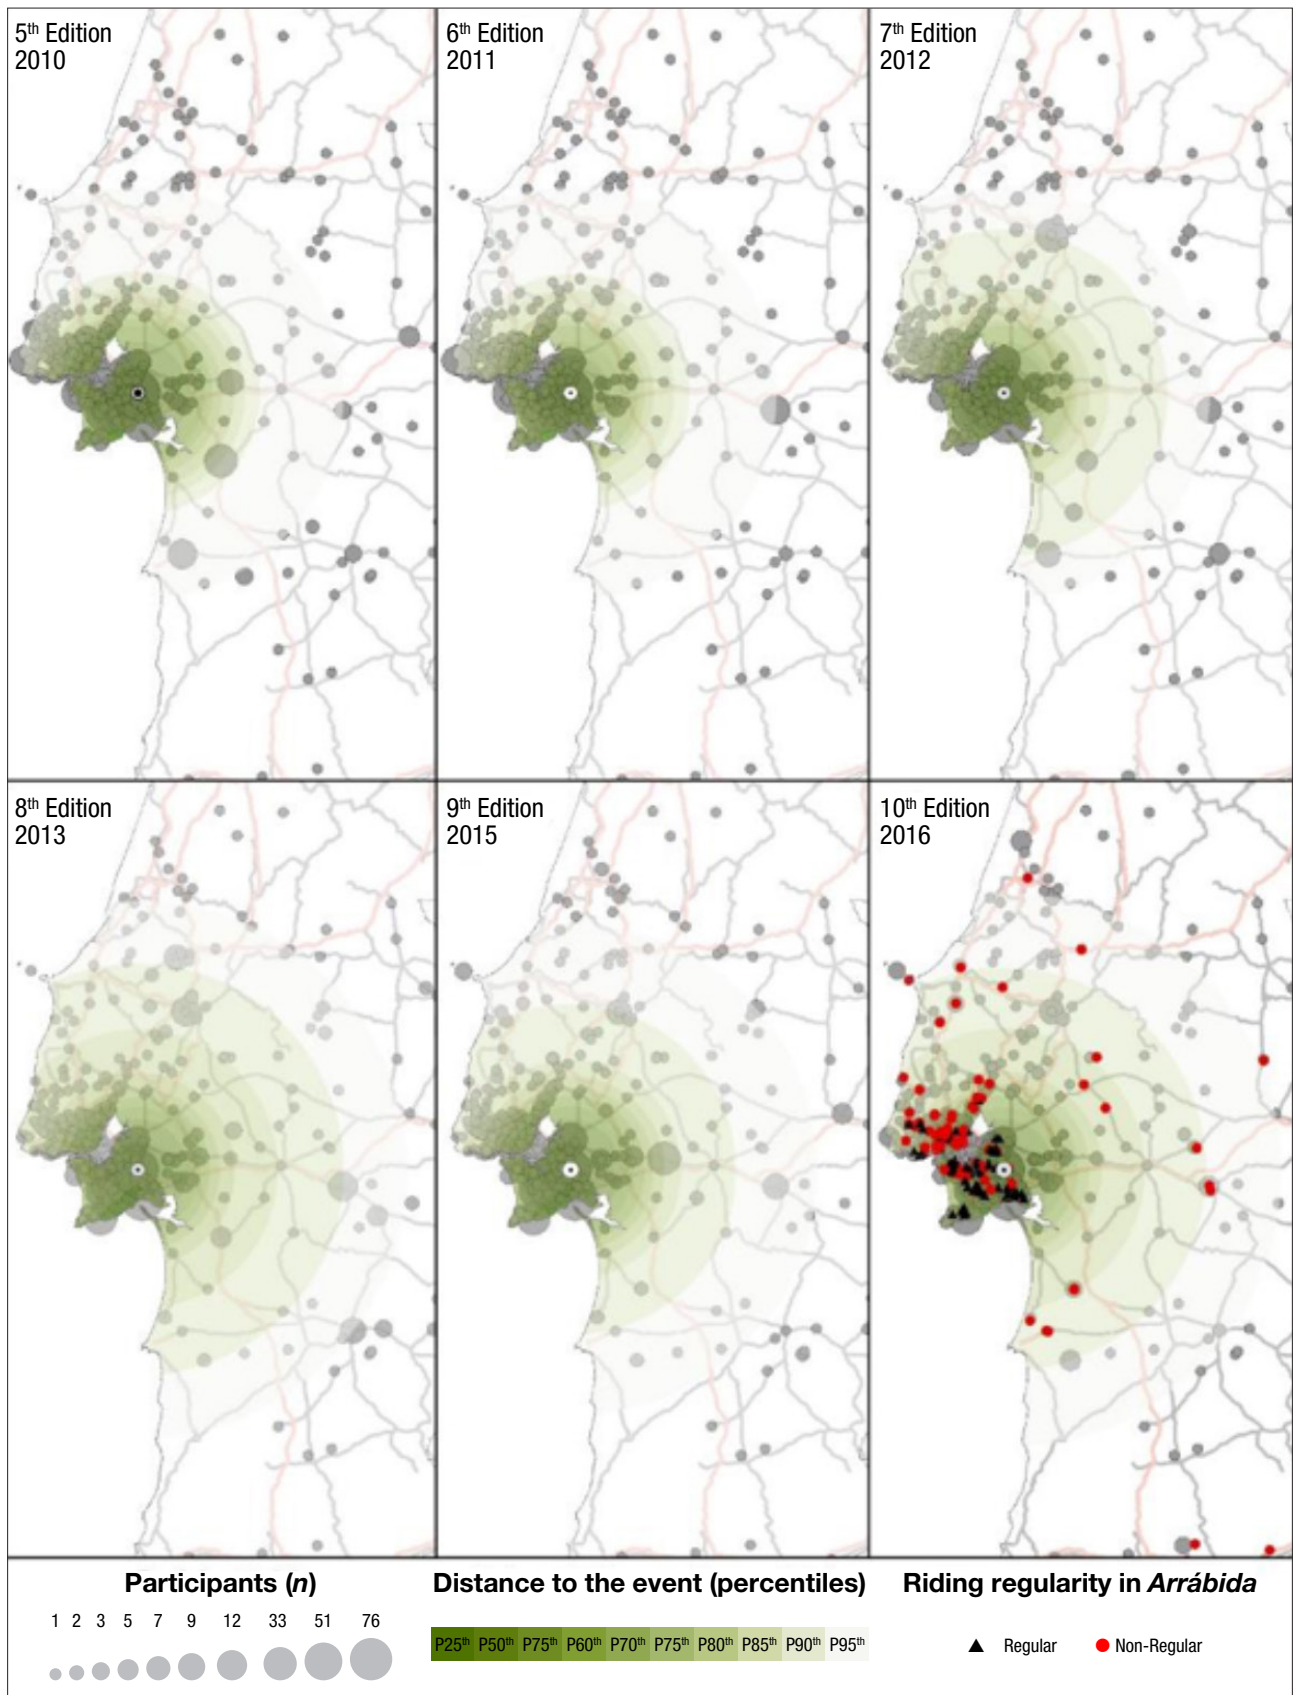 5th Edition
2010
6th Edition
2011
7th Edition
2012
8th Edition
2013
9th Edition
2015
10th Edition
2016
Participants (n)
1 2 3 5 7 9 12 33 51 76
Distance to the event (percentiles)
P25th P50th P75th P60th P70th P75th P80th P85th P90th P95th
Riding regularity in Arrábida
Regular Non-Regular